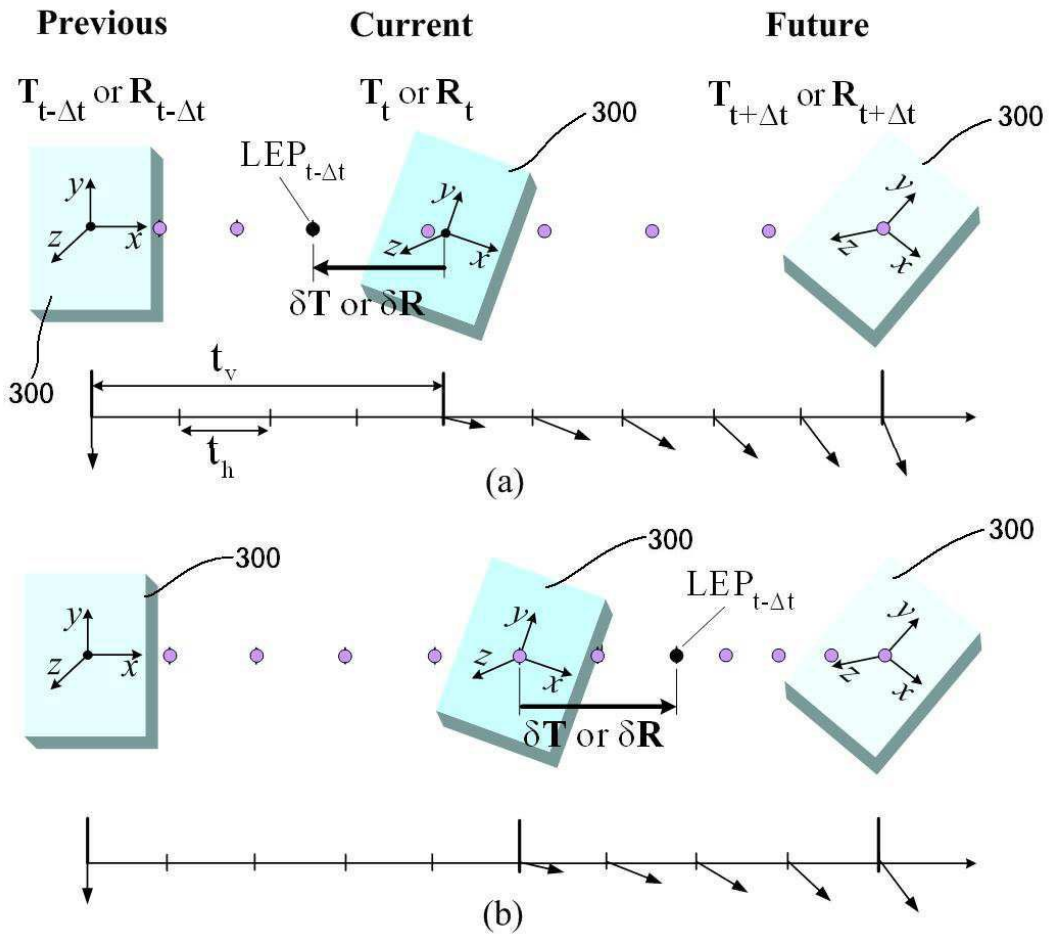 Previous Current Future
T_{t-Δt} or R_{t-Δt} T_t or R_t 300 T_{t+Δt} or R_{t+Δt} 300
LEP_{t-Δt}
y z x
y z x
y z x
δT or δR
300
t_v
t_h
(a)
300 300 300
LEP_{t-Δt}
y z x
y z x
y z x
δT or δR
(b)